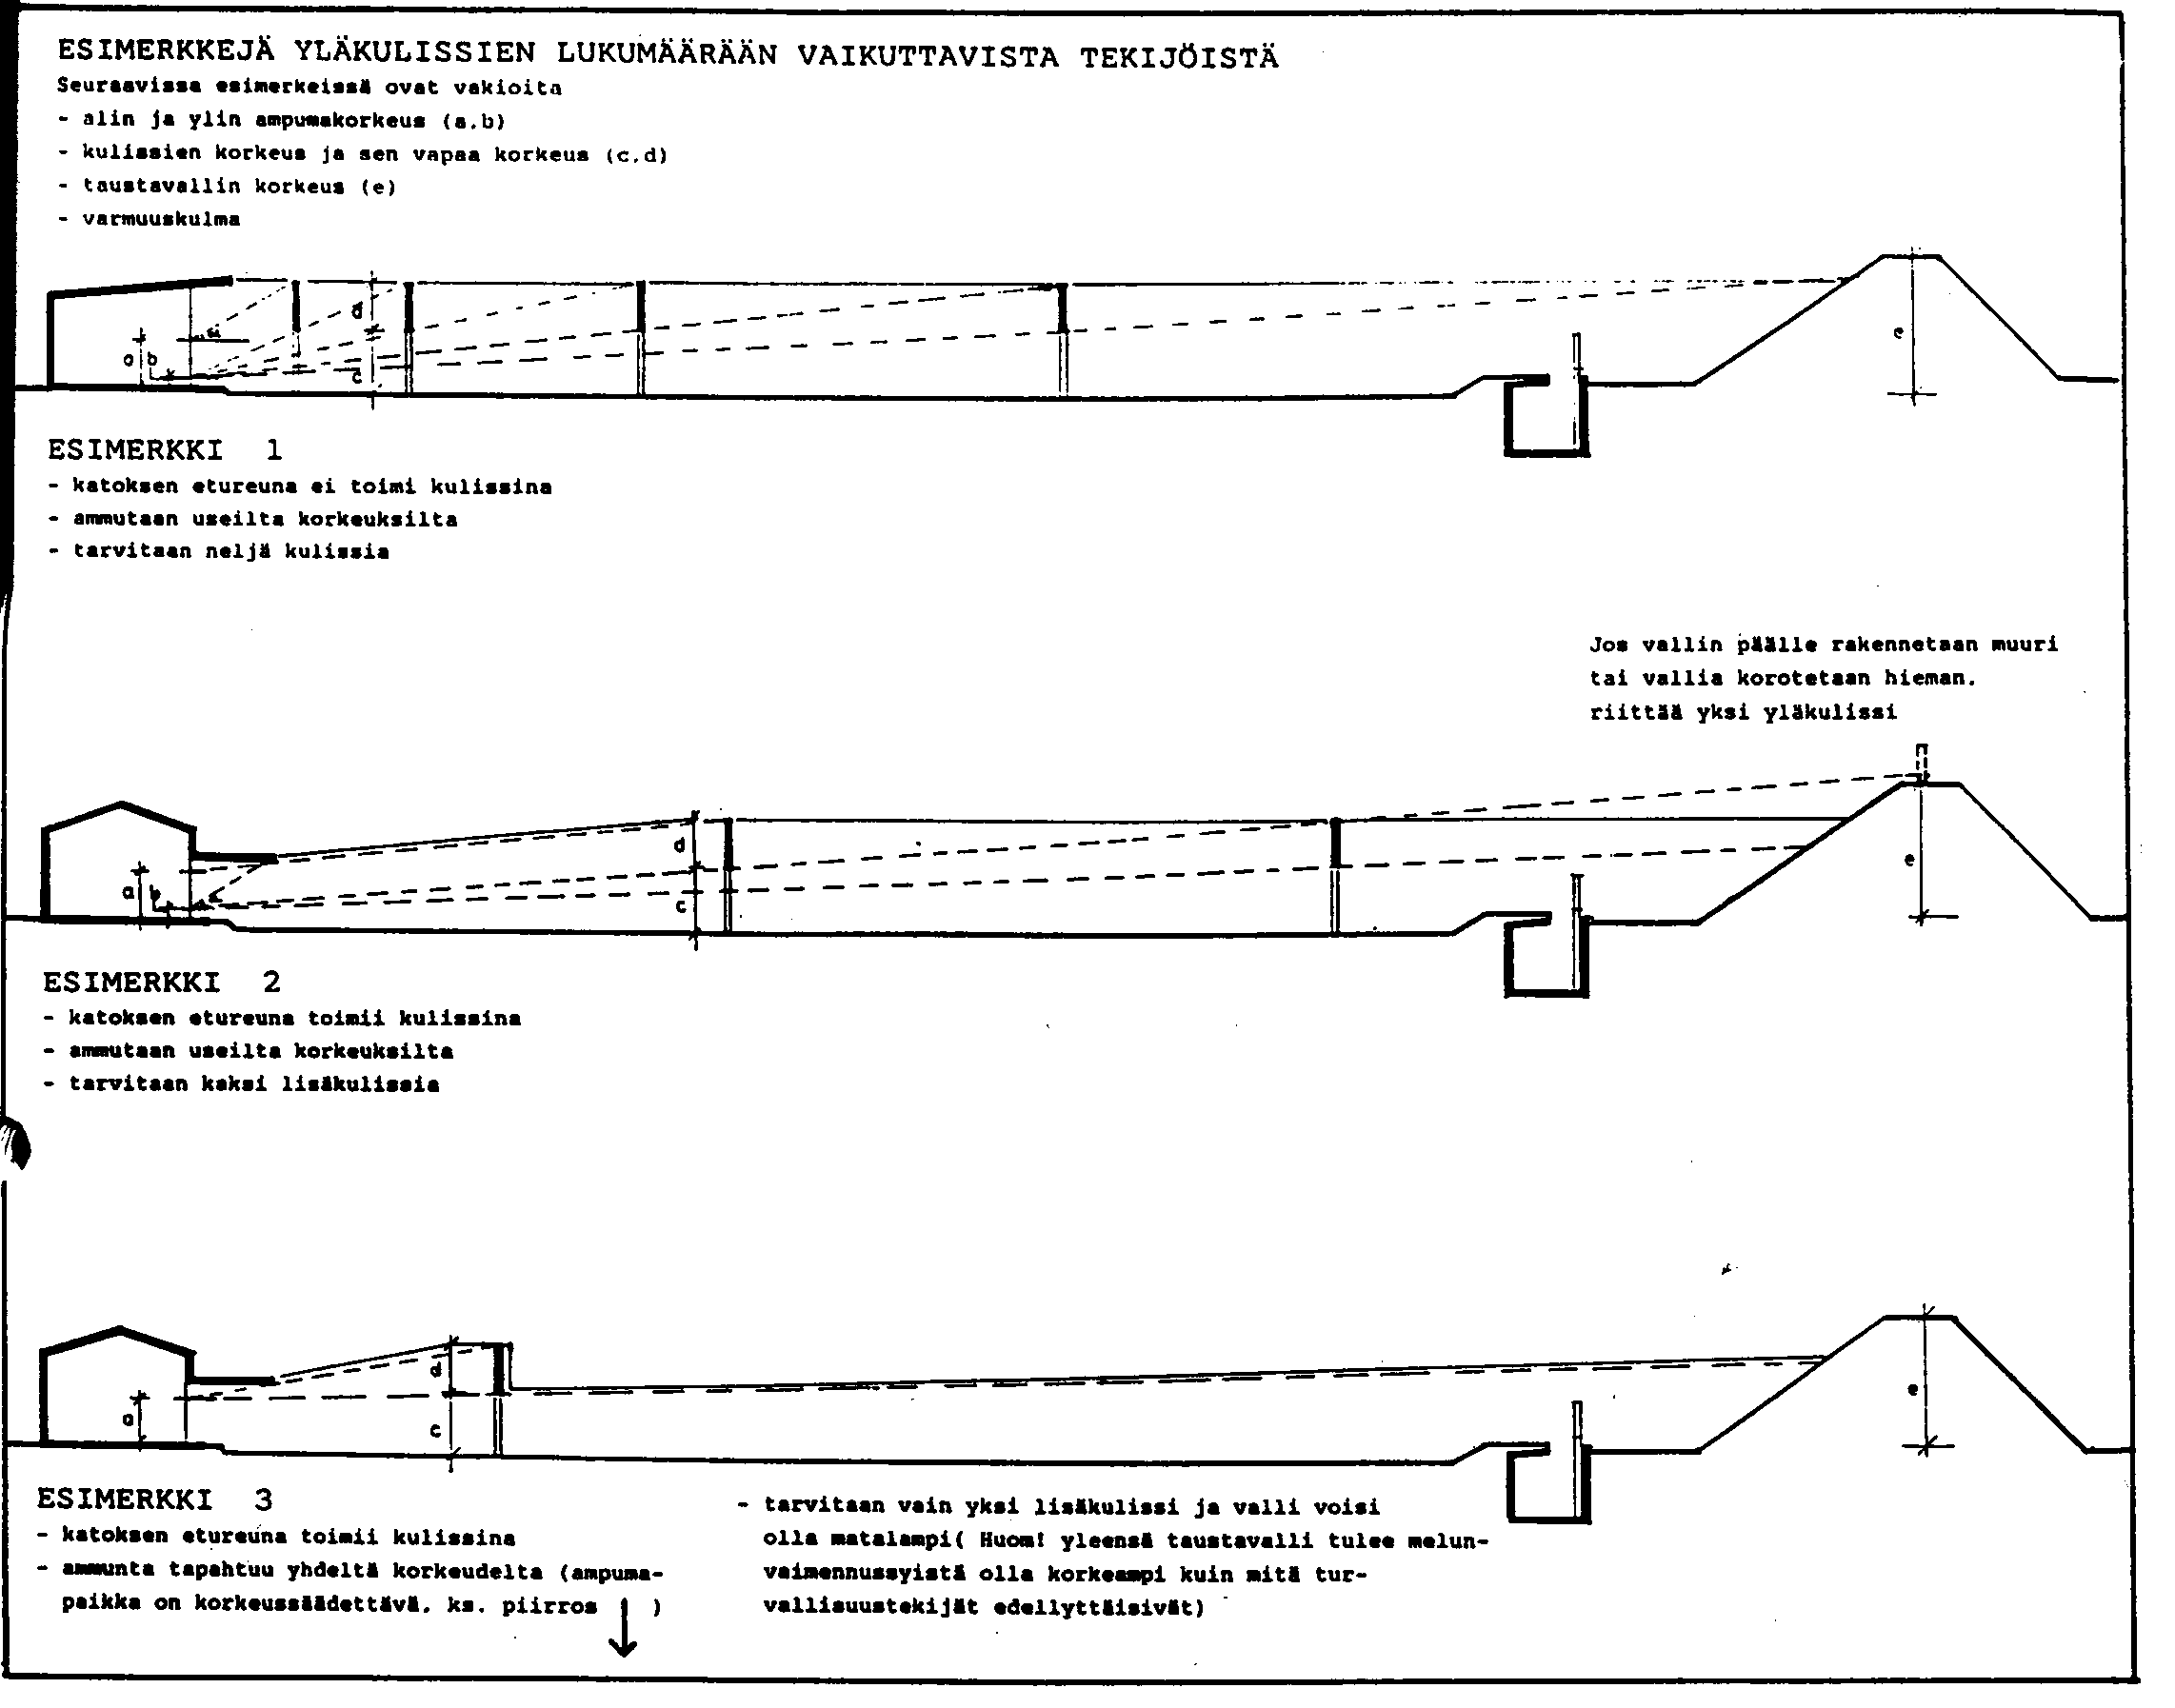 ESIMERKKEJÄ YLÄKULISSIEN LUKUMÄÄRÄÄN VAIKUTTAVISTA TEKIJÖISTÄ
Seuraavissa esimerkeissä ovat vakioita
- alin ja ylin ampumakorkeus (a,b)
- kulissien korkeus ja sen vapaa korkeus (c,d)
- taustavallin korkeus (e)
- varmuuskulma
d
a b
c
e
ESIMERKKI 1
- katoksen etureuna ei toimi kulissina
- ammutaan useilta korkeuksilta
- tarvitaan neljä kulissia
Jos vallin päälle rakennetaan muuri
tai vallia korotetaan hieman,
riittää yksi yläkulissi
d
a b
c
e
ESIMERKKI 2
- katoksen etureuna toimii kulissina
- ammutaan useilta korkeuksilta
- tarvitaan kaksi lisäkulissia
d
a
c
e
ESIMERKKI 3
- katoksen etureuna toimii kulissina
- ammunta tapahtuu yhdeltä korkeudelta (ampuma-
paikka on korkeussäädettävä, ks. piirros ↓ )
- tarvitaan vain yksi lisäkulissi ja valli voisi
olla matalampi( Huom! yleensä taustavalli tulee melun-
vaimennussyistä olla korkeampi kuin mitä tur-
vallisuustekijät edellyttäisivät)